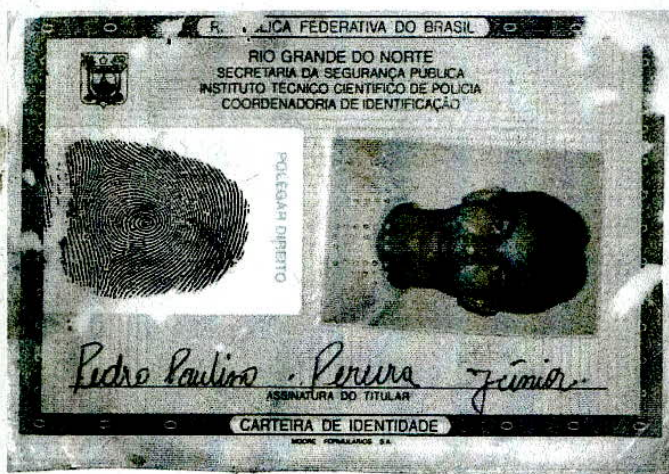 FEDERATIVA DO BRASIL
RIO GRANDE DO NORTE
SECRETARIA DA SEGURANÇA PÚBLICA
INSTITUTO TÉCNICO CIENTÍFICO DE POLÍCIA
COORDENADORIA DE IDENTIFICAÇÃO
POLEGAR DIREITO
Pedro Paulino Pereira Júnior
ASSINATURA DO TITULAR
CARTEIRA DE IDENTIDADE
MOORE FORMULÁRIOS S.A.